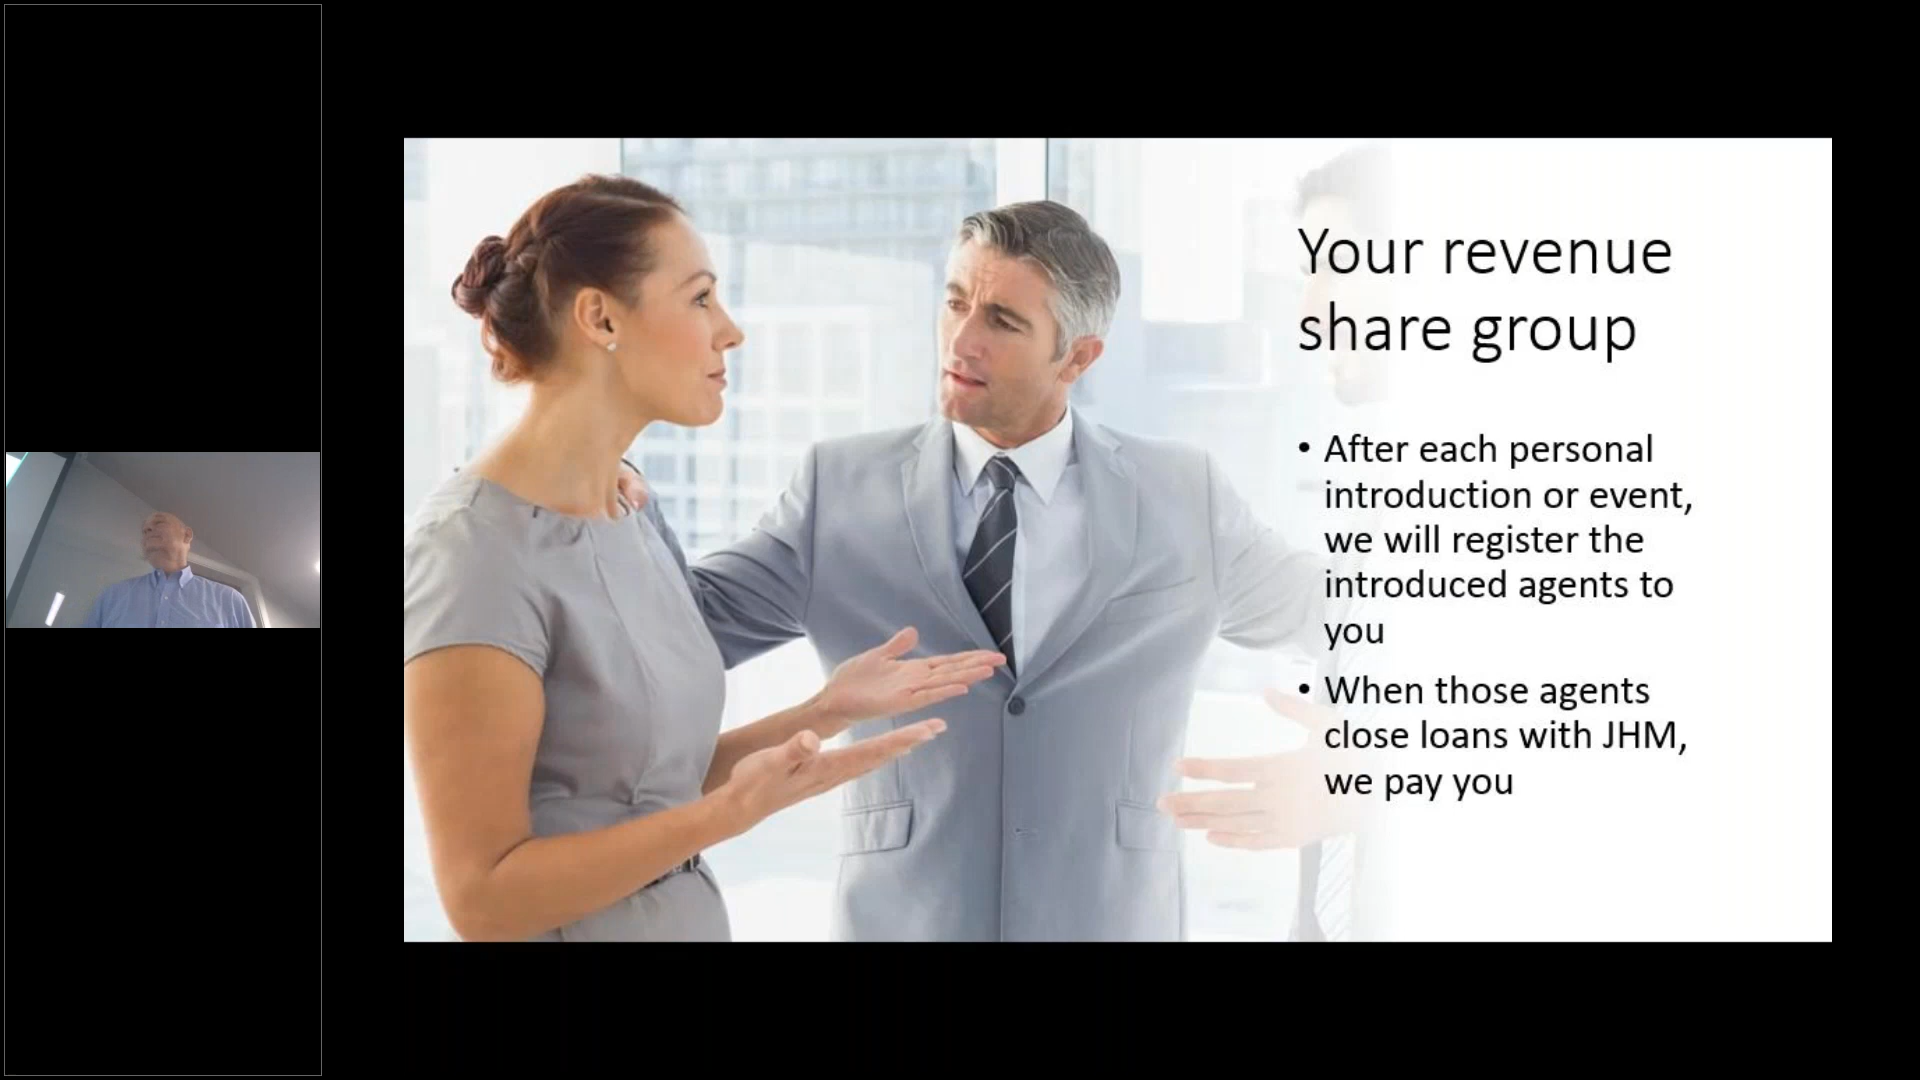 Your revenue
share group
• After each personal
introduction or event,
we will register the
introduced agents to
you
• When those agents
close loans with JHM,
we pay you